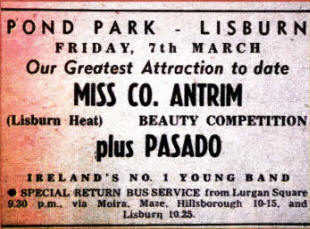 POND PARK - LISBURN
FRIDAY, 7th MARCH
Our Greatest Attraction to date
MISS CO. ANTRIM
(Lisburn Heat) BEAUTY COMPETITION
plus PASADO
IRELAND'S NO. 1 YOUNG BAND
● SPECIAL RETURN BUS SERVICE from Lurgan Square
9.30 p.m., via Moira, Maze, Hillsborough 10-15, and
Lisburn 10.25.